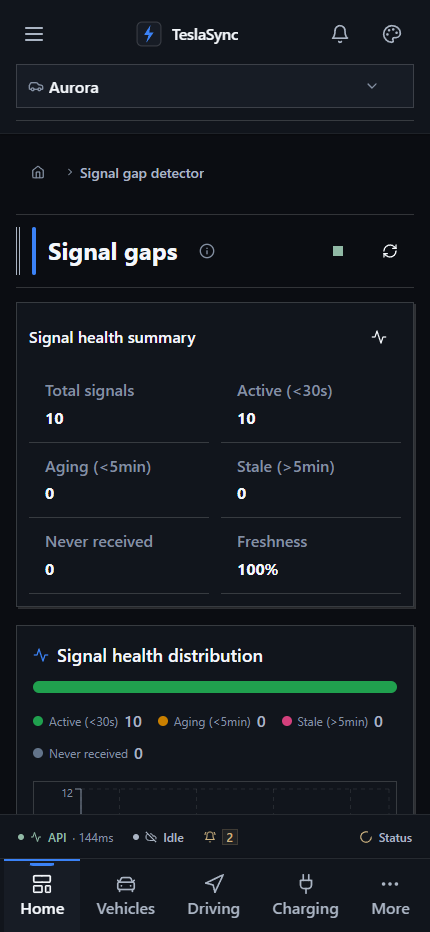 TeslaSync
Aurora
Signal gap detector
Signal gaps
Signal health summary
Total signals Active (<30s)
10 10
Aging (<5min) Stale (>5min)
0 0
Never received Freshness
0 100%
Signal health distribution
Active (<30s) 10 Aging (<5min) 0 Stale (>5min) 0
Never received 0
12
API · 144ms Idle 2 Status
Home Vehicles Driving Charging More